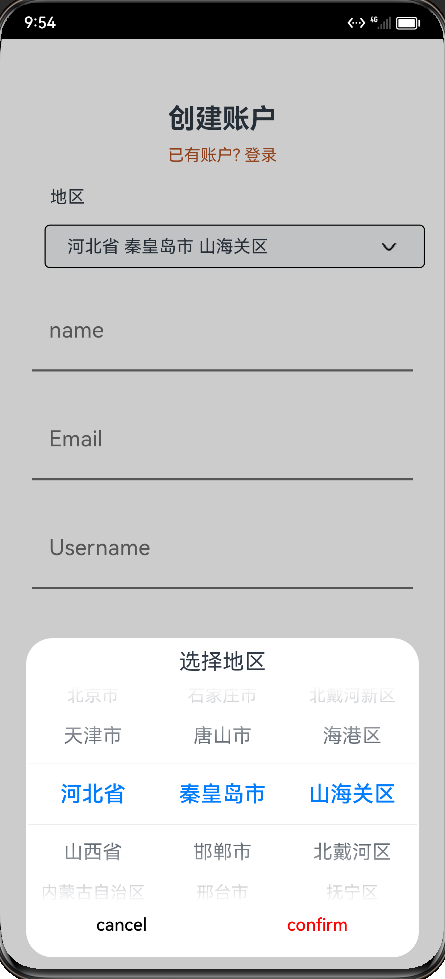 9:54
4G
创建账户
已有账户? 登录
地区
河北省 秦皇岛市 山海关区
name
Email
Username
选择地区
北京市 石家庄市 北戴河新区
天津市 唐山市 海港区
河北省 秦皇岛市 山海关区
山西省 邯郸市 北戴河区
内蒙古自治区 邢台市 抚宁区
cancel confirm